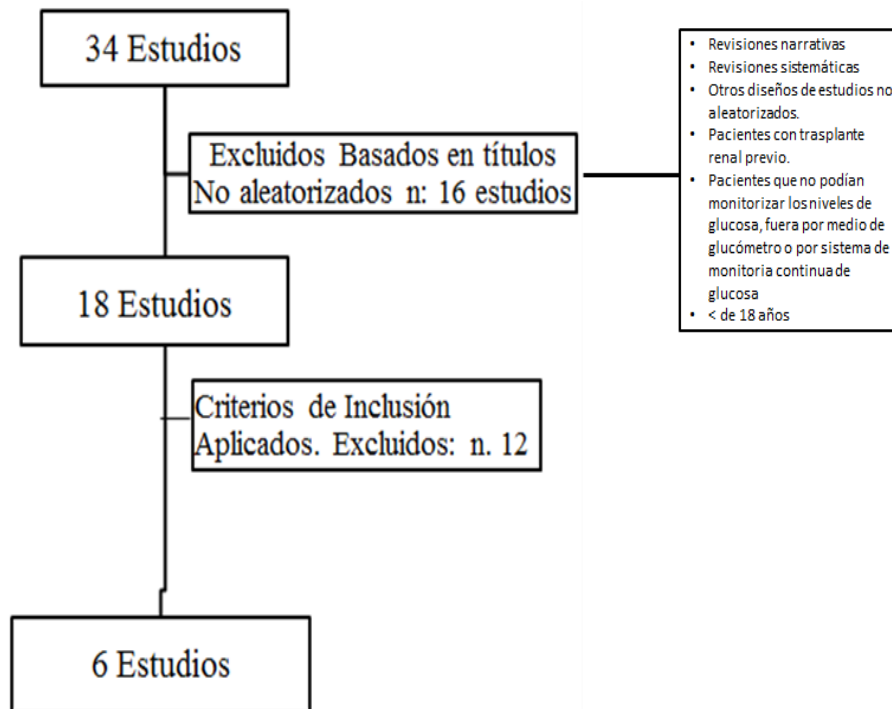 34 Estudios
Excluidos Basados en títulos
No aleatorizados n: 16 estudios
• Revisiones narrativas
• Revisiones sistemáticas
• Otros diseños de estudios no
aleatorizados.
• Pacientes con trasplante
renal previo.
• Pacientes que no podían
monitorizar los niveles de
glucosa, fuera por medio de
glucómetro o por sistema de
monitoria continua de
glucosa
• < de 18 años
18 Estudios
Criterios de Inclusión
Aplicados. Excluidos: n. 12
6 Estudios